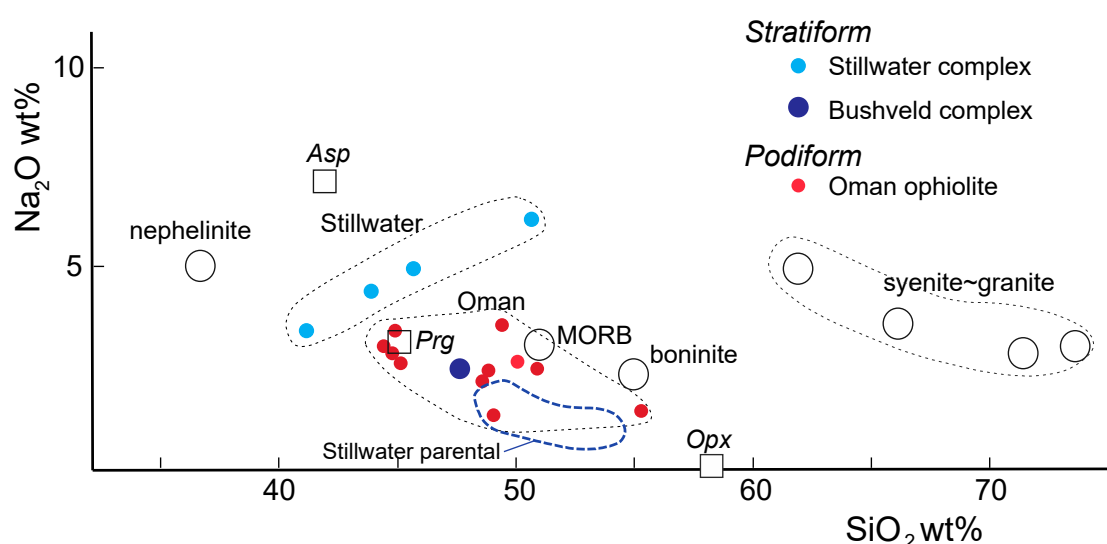 Stratiform
Stillwater complex
Bushveld complex
Podiform
Oman ophiolite
Na2O wt%
10
5
Asp
nephelinite
Stillwater
Oman
Prg
MORB
boninite
syenite~granite
Stillwater parental
Opx
40
50
60
70
SiO2 wt%